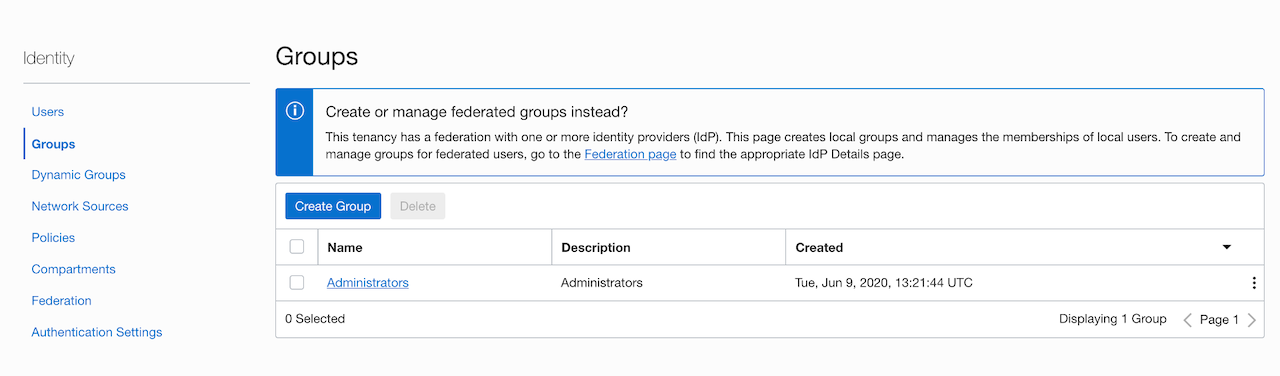 Identity
Users
Groups
Dynamic Groups
Network Sources
Policies
Compartments
Federation
Authentication Settings
Groups
Create or manage federated groups instead?
This tenancy has a federation with one or more identity providers (IdP). This page creates local groups and manages the memberships of local users. To create and
manage groups for federated users, go to the Federation page to find the appropriate IdP Details page.
Create Group Delete
Name Description Created
Administrators Administrators Tue, Jun 9, 2020, 13:21:44 UTC
0 Selected Displaying 1 Group Page 1